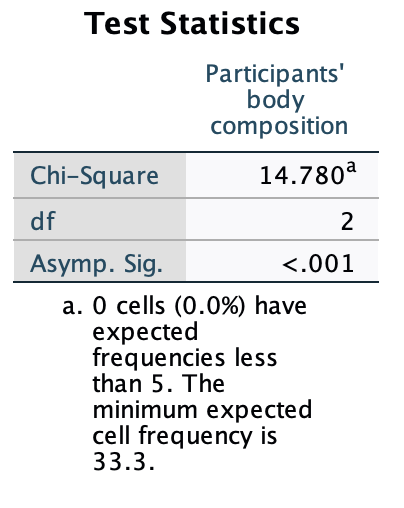 Test Statistics
Participants'
body
composition
Chi-Square 14.780a
df 2
Asymp. Sig. <.001
a. 0 cells (0.0%) have
expected
frequencies less
than 5. The
minimum expected
cell frequency is
33.3.